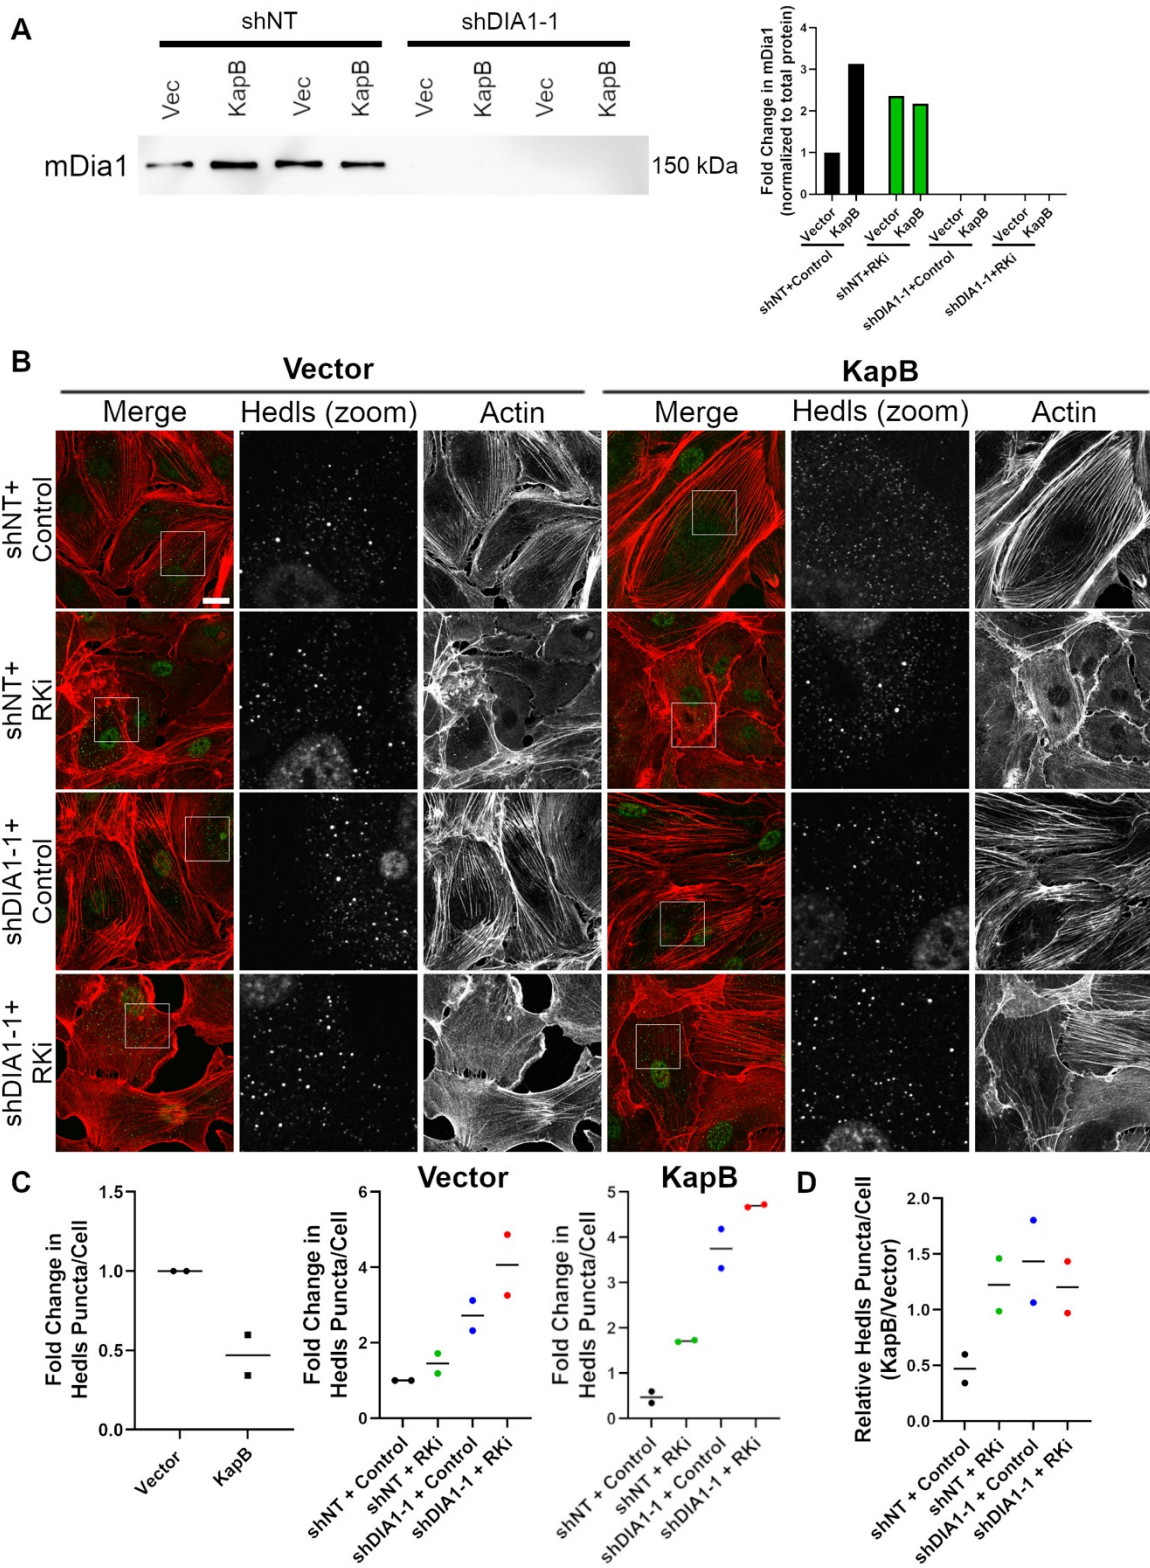 A
shNT
shDIA1-1
Vec
KapB
Vec
KapB
Vec
KapB
Vec
KapB
mDia1
150 kDa
Fold Change in mDia1
(normalized to total protein)
4
3
2
1
0
Vector
KapB
Vector
KapB
Vector
KapB
Vector
KapB
shNT+Control
shNT+RKi
shDIA1-1+Control
shDIA1-1+RKi
B
Vector
KapB
Merge
Hedls (zoom)
Actin
Merge
Hedls (zoom)
Actin
shNT+
Control
shNT+
RKi
shDIA1-1+
Control
shDIA1-1+
RKi
C
Fold Change in
Hedls Puncta/Cell
1.5
1.0
0.5
0.0
Vector
KapB
Vector
Fold Change in
Hedls Puncta/Cell
6
4
2
0
shNT + Control
shNT + RKi
shDIA1-1 + Control
shDIA1-1 + RKi
KapB
Fold Change in
Hedls Puncta/Cell
5
4
3
2
1
0
shNT + Control
shNT + RKi
shDIA1-1 + Control
shDIA1-1 + RKi
D
Relative Hedls Puncta/Cell
(KapB/Vector)
2.0
1.5
1.0
0.5
0.0
shNT + Control
shNT + RKi
shDIA1-1 + Control
shDIA1-1 + RKi